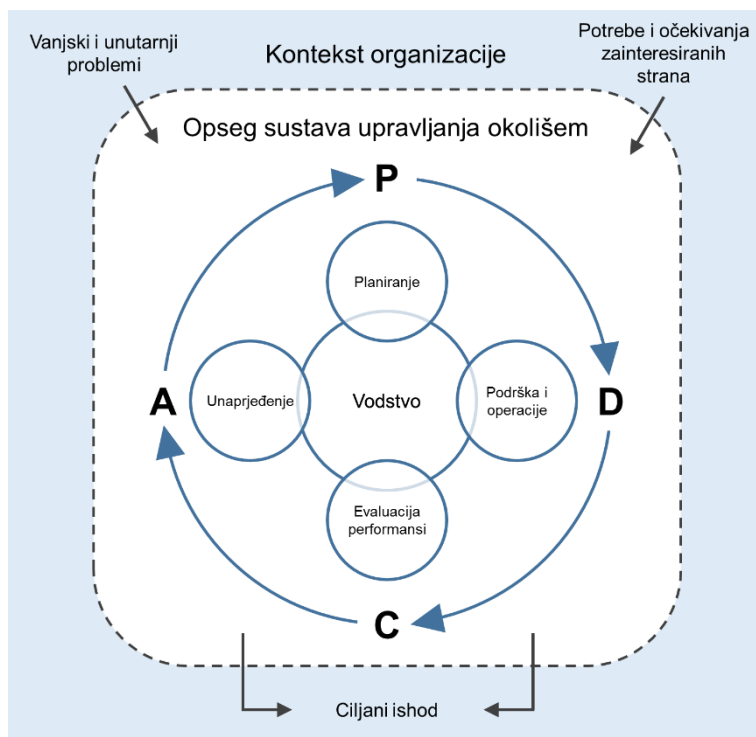 Vanjski i unutarnji
problemi
Kontekst organizacije
Potrebe i očekivanja
zainteresiranih
strana
Opseg sustava upravljanja okolišem
P
Planiranje
A
Unaprjeđenje
Vodstvo
Podrška i
operacije
D
Evaluacija
performansi
C
Ciljani ishod